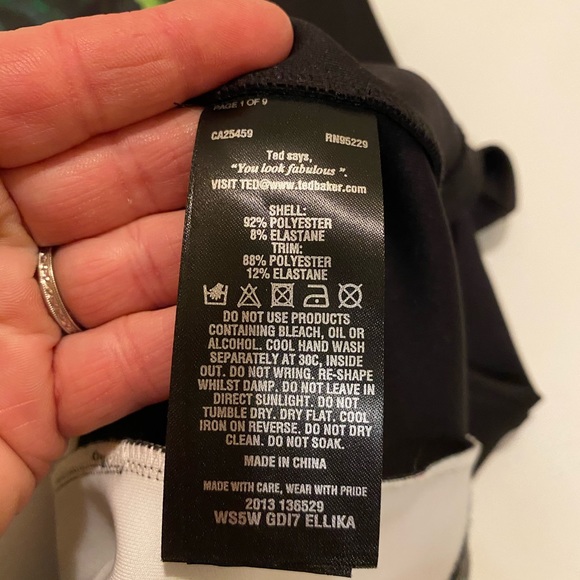 PAGE 1 OF 9
CA25459 RN95229
Ted says,
"You look fabulous".
VISIT TED@www.tedbaker.com
SHELL:
92% POLYESTER
8% ELASTANE
TRIM:
88% POLYESTER
12% ELASTANE
DO NOT USE PRODUCTS
CONTAINING BLEACH, OIL OR
ALCOHOL. COOL HAND WASH
SEPARATELY AT 30C, INSIDE
OUT. DO NOT WRING. RE-SHAPE
WHILST DAMP. DO NOT LEAVE IN
DIRECT SUNLIGHT. DO NOT
TUMBLE DRY. DRY FLAT. COOL
IRON ON REVERSE. DO NOT DRY
CLEAN. DO NOT SOAK.
MADE IN CHINA
MADE WITH CARE, WEAR WITH PRIDE
2013 136529
WS5W GDI7 ELLIKA